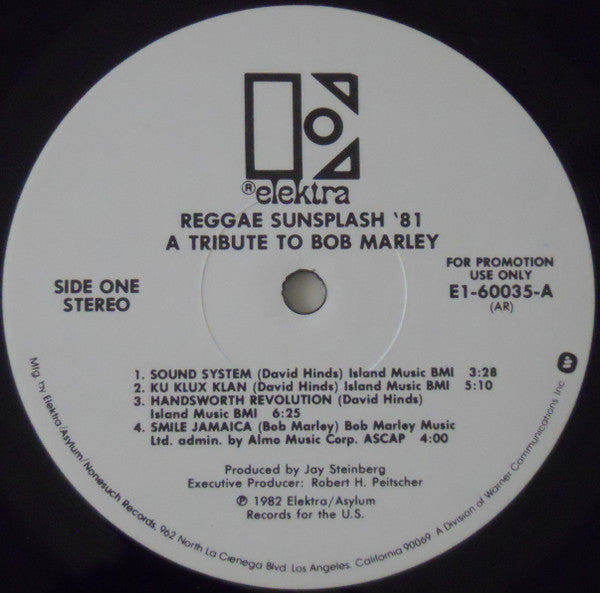 ® elektra
REGGAE SUNSPLASH '81
A TRIBUTE TO BOB MARLEY
SIDE ONE
STEREO
FOR PROMOTION
USE ONLY
E1-60035-A
(AR)
1. SOUND SYSTEM (David Hinds) Island Music BMI 3:28
2. KU KLUX KLAN (David Hinds) Island Music BMI 5:10
3. HANDSWORTH REVOLUTION (David Hinds)
Island Music BMI 6:25
4. SMILE JAMAICA (Bob Marley) Bob Marley Music
Ltd. admin. by Almo Music Corp. ASCAP 4:00
Produced by Jay Steinberg
Executive Producer: Robert H. Peitscher
℗ 1982 Elektra/Asylum
Records for the U.S.
Mfg. by Elektra/Asylum/Nonesuch Records, 962 North La Cienega Blvd. Los Angeles, California 90069 A Division of Warner Communications Inc.